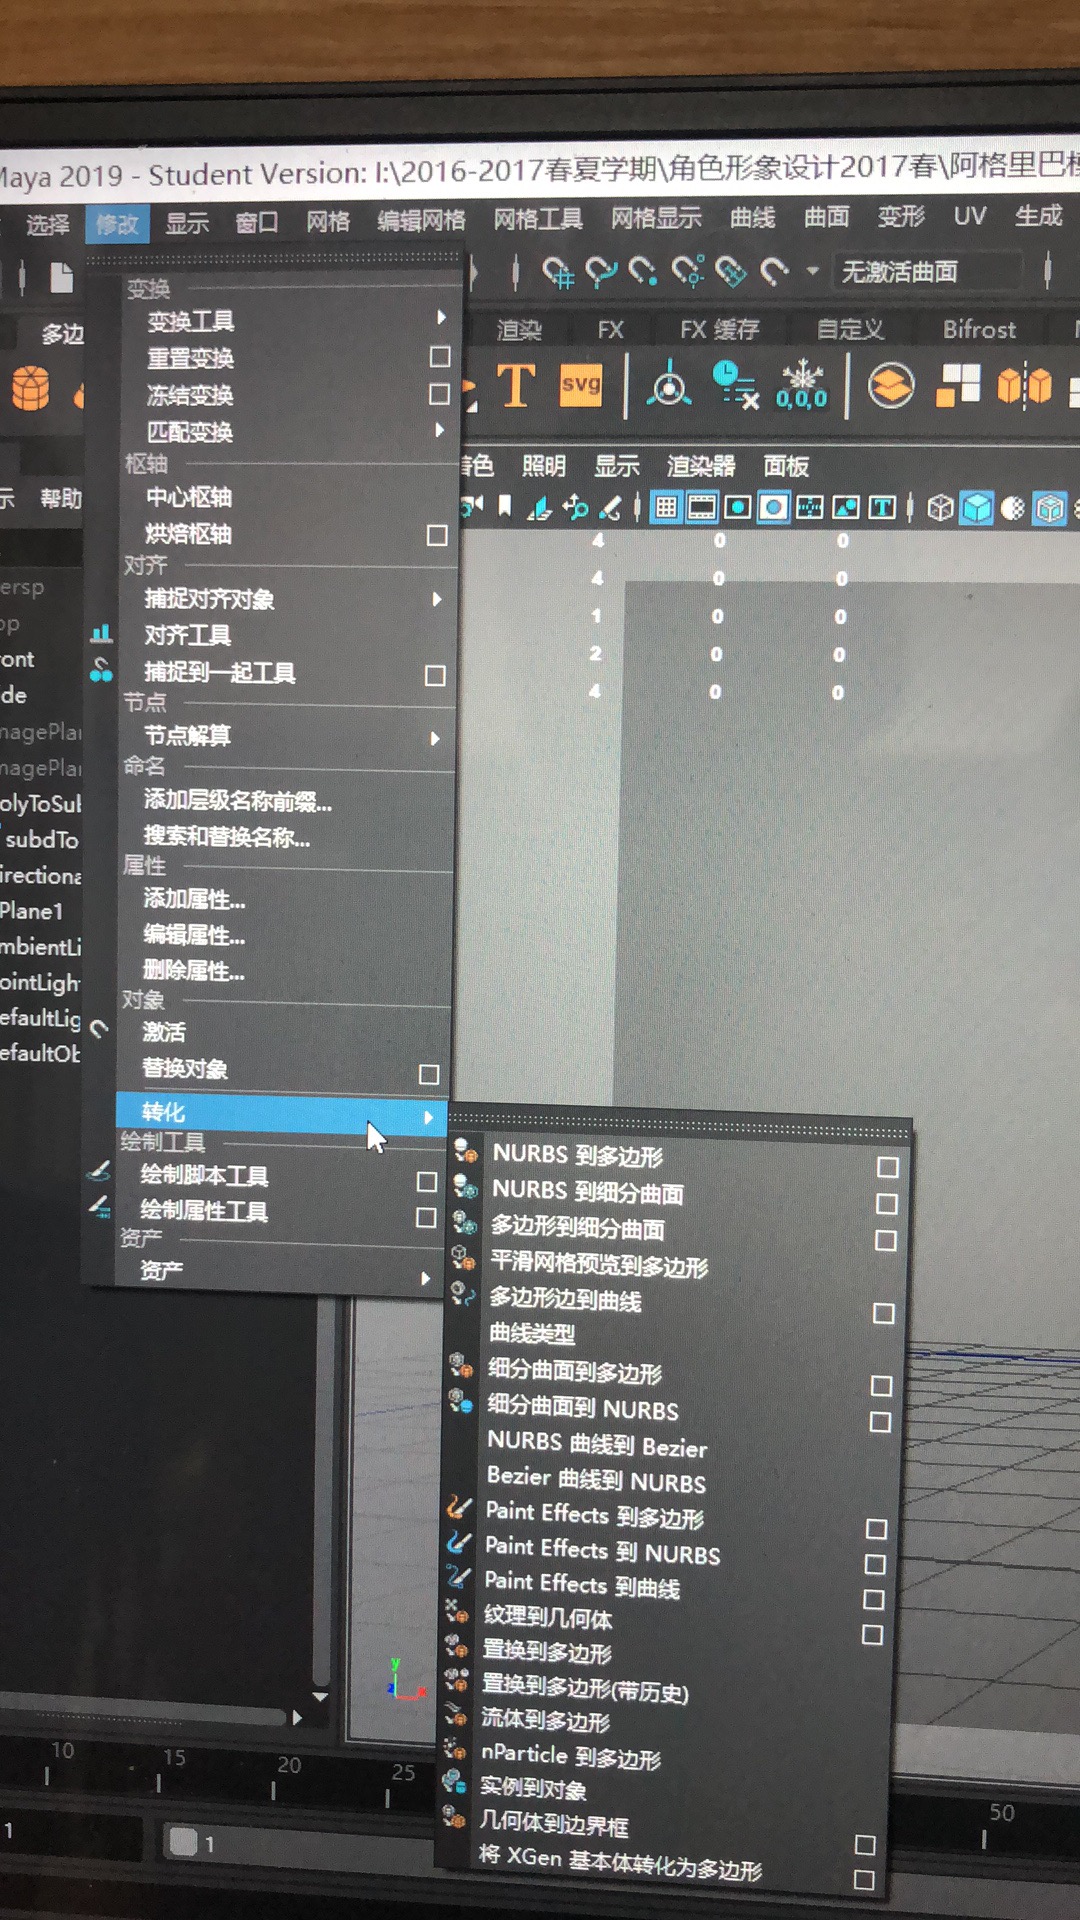 Maya 2019 - Student Version: I:\2016-2017春夏学期\角色形象设计2017春\阿格里巴
选择 修改 显示 窗口 网格 编辑网格 网格工具 网格显示 曲线 曲面 变形 UV 生成
无激活曲面
多边
渲染 FX FX 缓存 自定义 Bifrost
T svg 0,0,0
着色 照明 显示 渲染器 面板
示 帮助
变换
变换工具
重置变换
冻结变换
匹配变换
枢轴
中心枢轴
烘焙枢轴
对齐
捕捉对齐对象
对齐工具
捕捉到一起工具
节点
节点解算
命名
添加层级名称前缀...
搜索和替换名称...
属性
添加属性...
编辑属性...
删除属性...
对象
激活
替换对象
转化
绘制工具
绘制脚本工具
绘制属性工具
资产
资产
4 0 0
4 0 0
1 0 0
2 0 0
4 0 0
ersp
op
ont
ide
magePla
magePla
olyToSub
subdTo
irectiona
Plane1
mbientLi
ointLigh
efaultLig
efaultOb
NURBS 到多边形
NURBS 到细分曲面
多边形到细分曲面
平滑网格预览到多边形
多边形边到曲线
曲线类型
细分曲面到多边形
细分曲面到 NURBS
NURBS 曲线到 Bezier
Bezier 曲线到 NURBS
Paint Effects 到多边形
Paint Effects 到 NURBS
Paint Effects 到曲线
纹理到几何体
置换到多边形
置换到多边形(带历史)
流体到多边形
nParticle 到多边形
实例到对象
几何体到边界框
将 XGen 基本体转化为多边形
y
z x
10 15 20 25 50
1 1